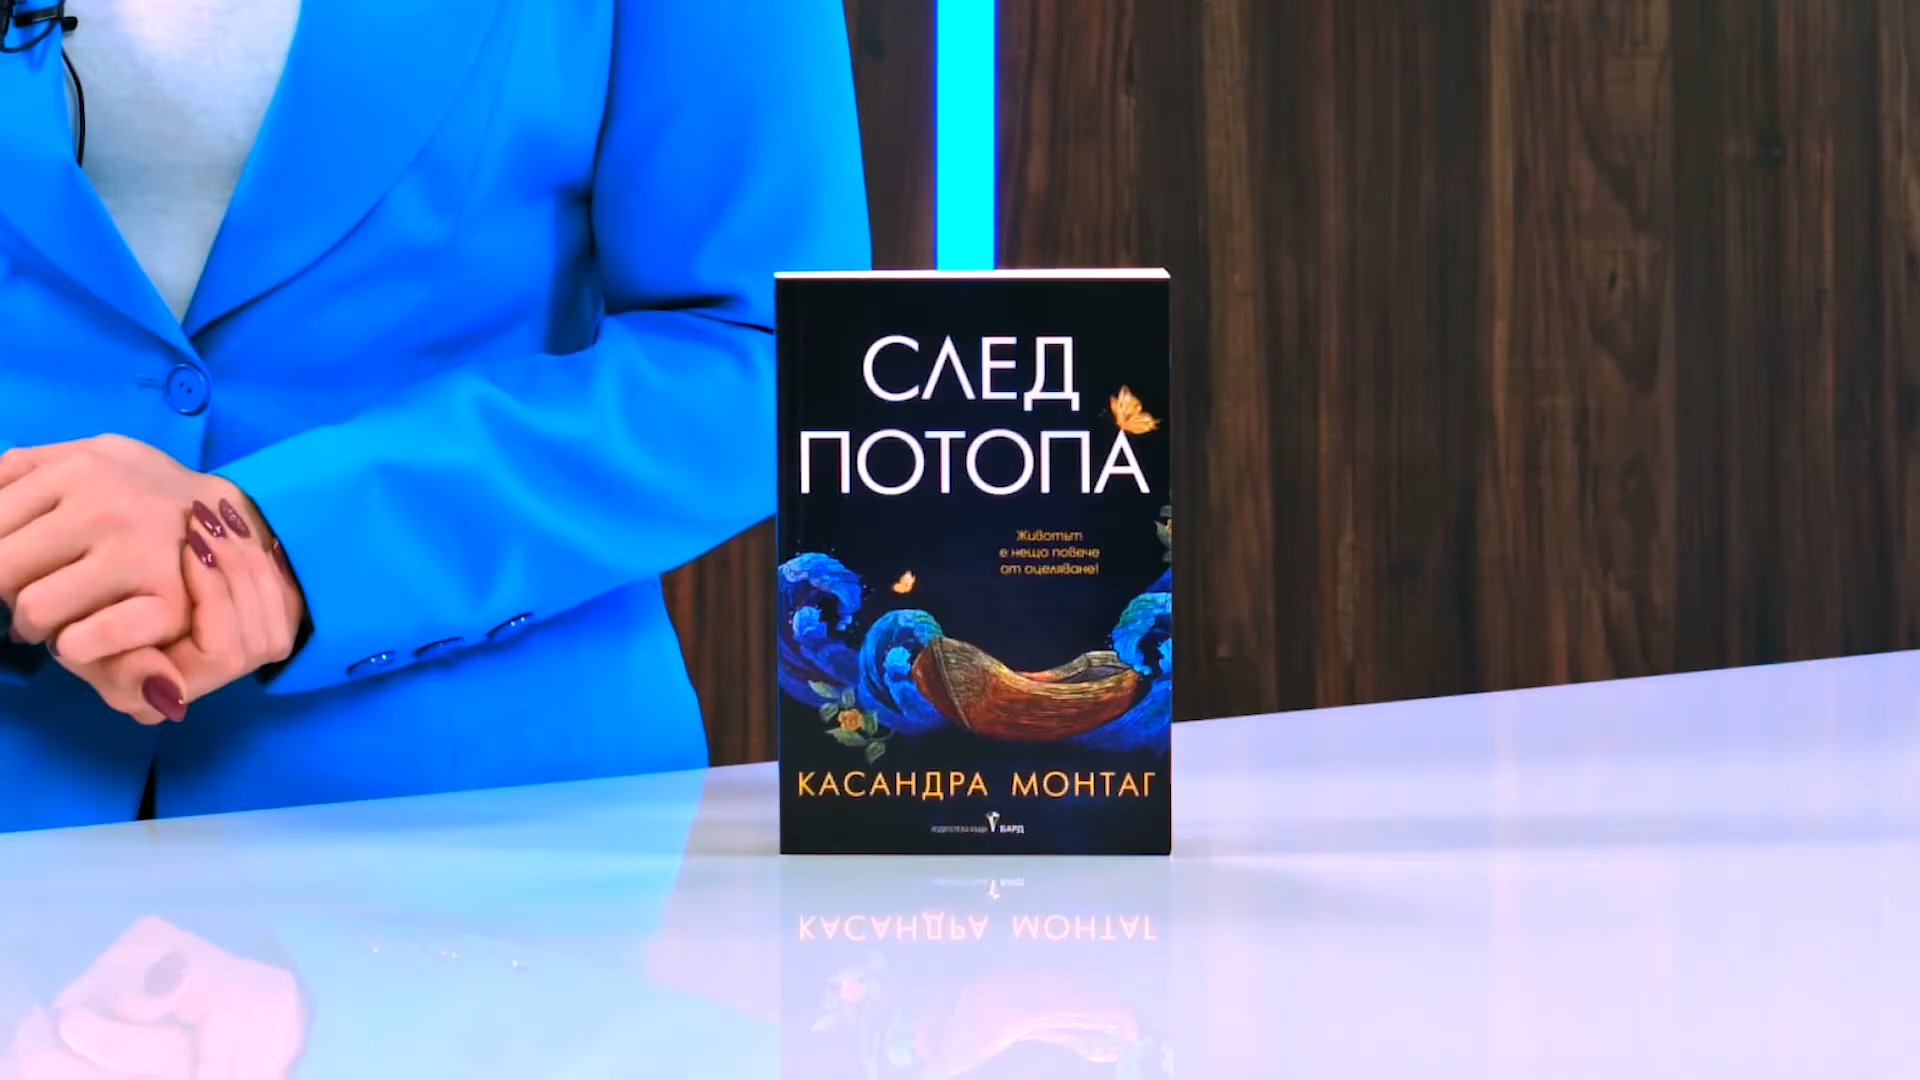 СЛЕД
ПОТОПА
Животът
е нещо повече
от оцеляване!
КАСАНДРА МОНТАГ
БАРД